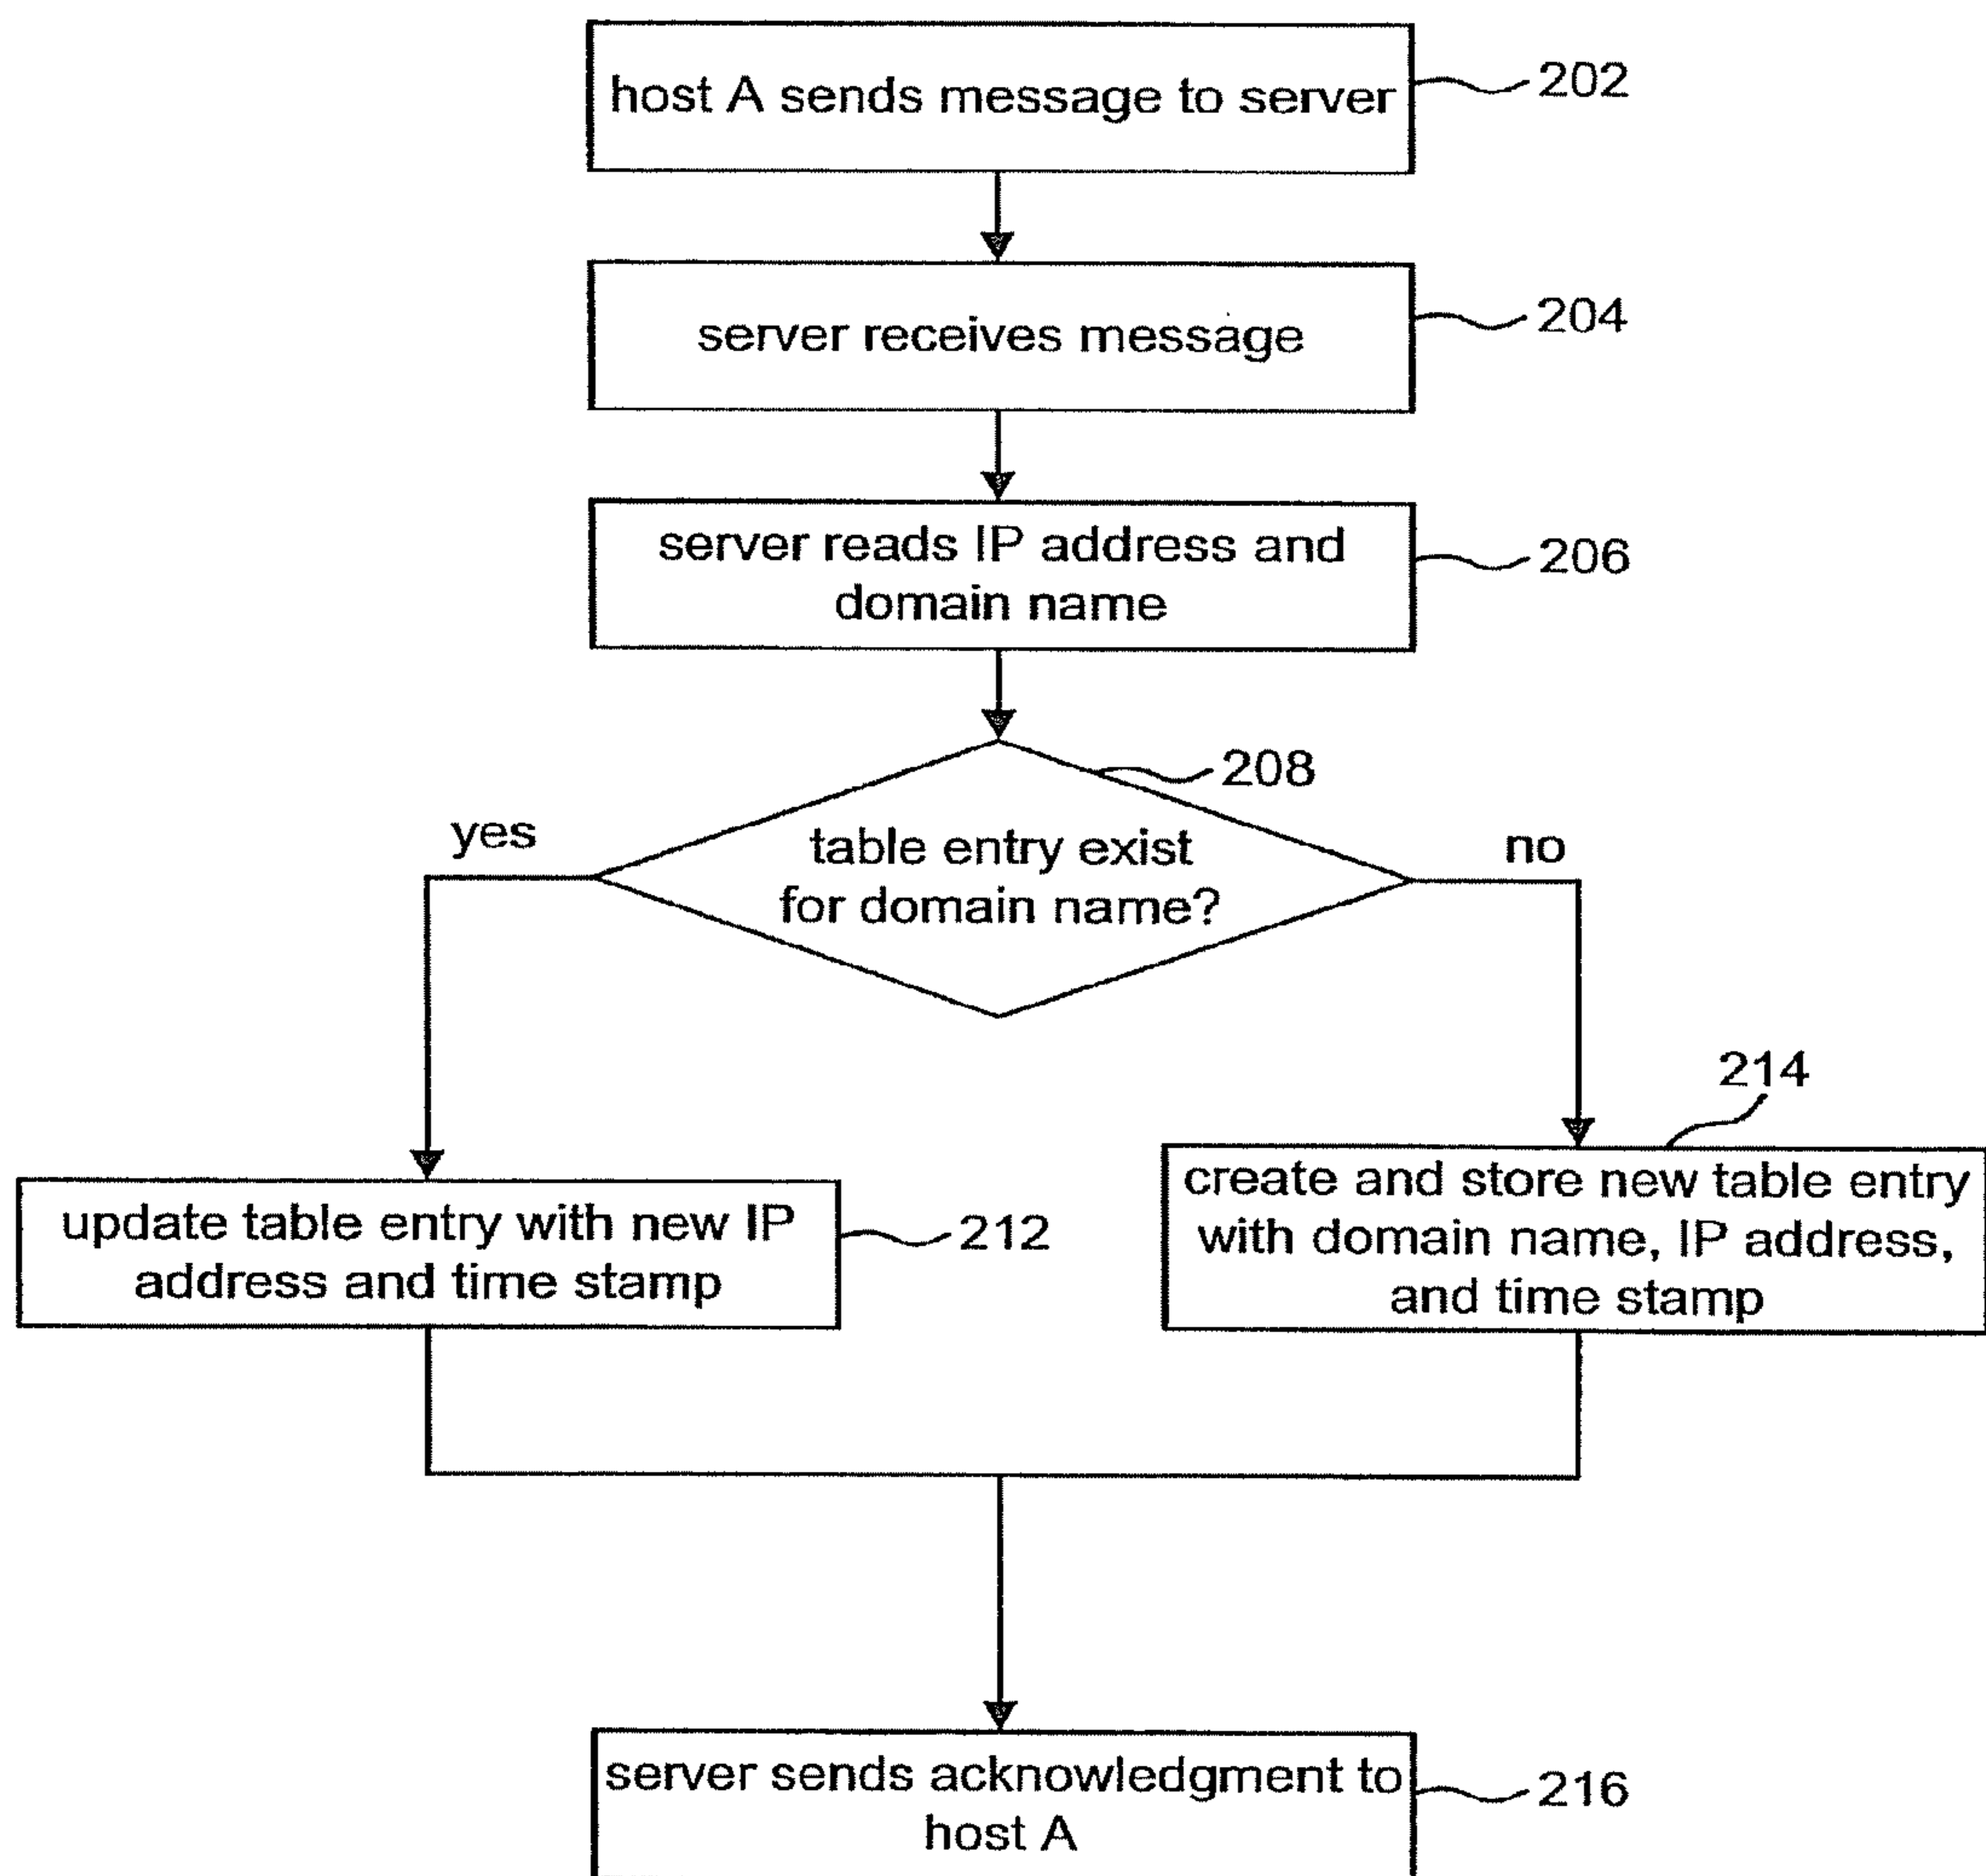 host A sends message to server
202
server receives message
204
server reads IP address and
domain name
206
208
table entry exist
for domain name?
yes
no
update table entry with new IP
address and time stamp
212
214
create and store new table entry
with domain name, IP address,
and time stamp
server sends acknowledgment to
host A
216